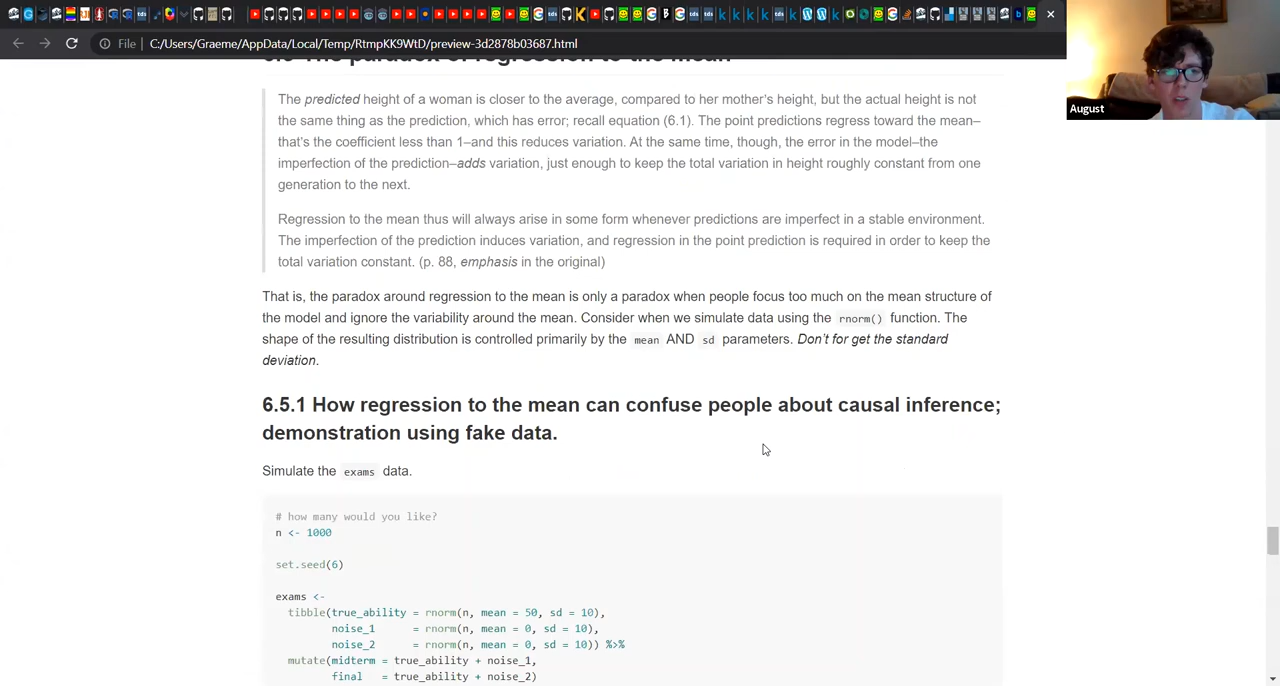 File C:/Users/Graeme/AppData/Local/Temp/RtmpKK9WtD/preview-3d2878b03687.html
August
The paradox of regression to the mean
The predicted height of a woman is closer to the average, compared to her mother's height, but the actual height is not
the same thing as the prediction, which has error; recall equation (6.1). The point predictions regress toward the mean–
that's the coefficient less than 1–and this reduces variation. At the same time, though, the error in the model–the
imperfection of the prediction–adds variation, just enough to keep the total variation in height roughly constant from one
generation to the next.
Regression to the mean thus will always arise in some form whenever predictions are imperfect in a stable environment.
The imperfection of the prediction induces variation, and regression in the point prediction is required in order to keep the
total variation constant. (p. 88, emphasis in the original)
That is, the paradox around regression to the mean is only a paradox when people focus too much on the mean structure of
the model and ignore the variability around the mean. Consider when we simulate data using the rnorm() function. The
shape of the resulting distribution is controlled primarily by the mean AND sd parameters. Don't for get the standard
deviation.
6.5.1 How regression to the mean can confuse people about causal inference;
demonstration using fake data.
Simulate the exams data.
# how many would you like?
n <- 1000
set.seed(6)
exams <-
tibble(true_ability = rnorm(n, mean = 50, sd = 10),
noise_1 = rnorm(n, mean = 0, sd = 10),
noise_2 = rnorm(n, mean = 0, sd = 10)) %>%
mutate(midterm = true_ability + noise_1,
final = true_ability + noise_2)